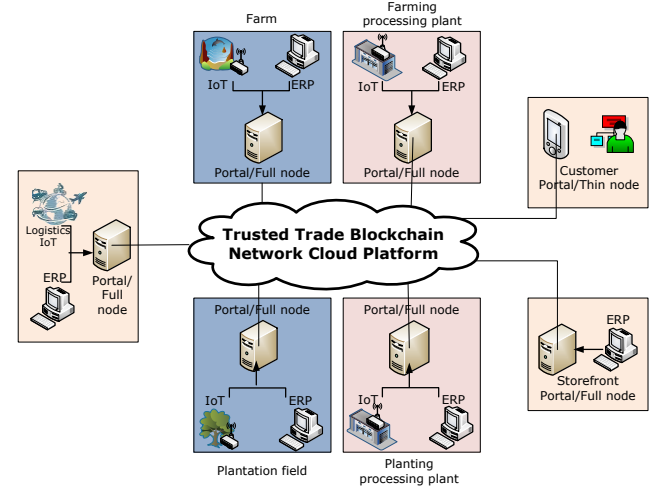 Farm
IoT
ERP
Portal/Full node
Farming
processing plant
IoT
ERP
Portal/Full node
Customer
Portal/Thin node
Logistics
IoT
ERP
Portal/
Full
node
Trusted Trade Blockchain
Network Cloud Platform
Portal/Full node
IoT
ERP
Plantation field
Portal/Full node
IoT
ERP
Planting
processing plant
ERP
Storefront
Portal/Full node